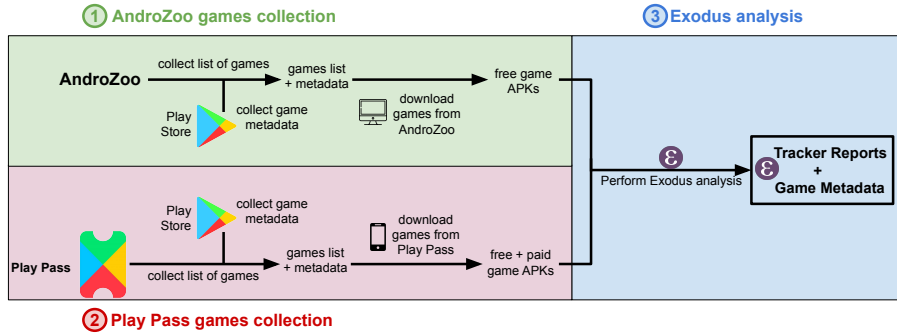 1 AndroZoo games collection
3 Exodus analysis
AndroZoo
collect list of games
games list
+ metadata
free game
APKs
Play
Store
collect game
metadata
download
games from
AndroZoo
ε
Perform Exodus analysis
ε
Tracker Reports
+
Game Metadata
Play
Store
collect game
metadata
download
games from
Play Pass
Play Pass
collect list of games
games list
+ metadata
free + paid
game APKs
2 Play Pass games collection